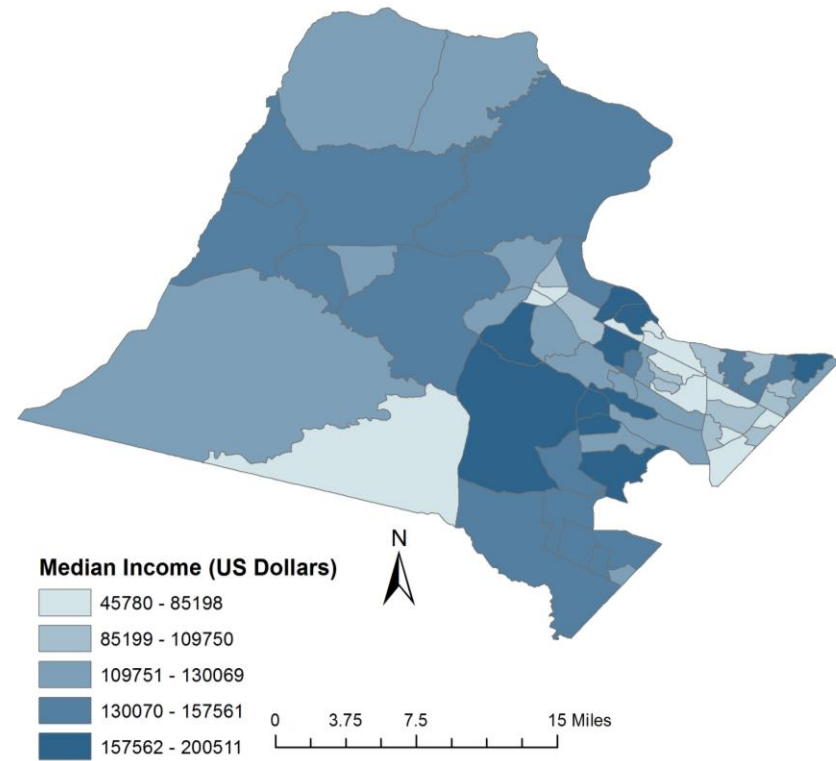 N
Median Income (US Dollars)
45780 - 85198
85199 - 109750
109751 - 130069
130070 - 157561
157562 - 200511
0 3.75 7.5 15 Miles